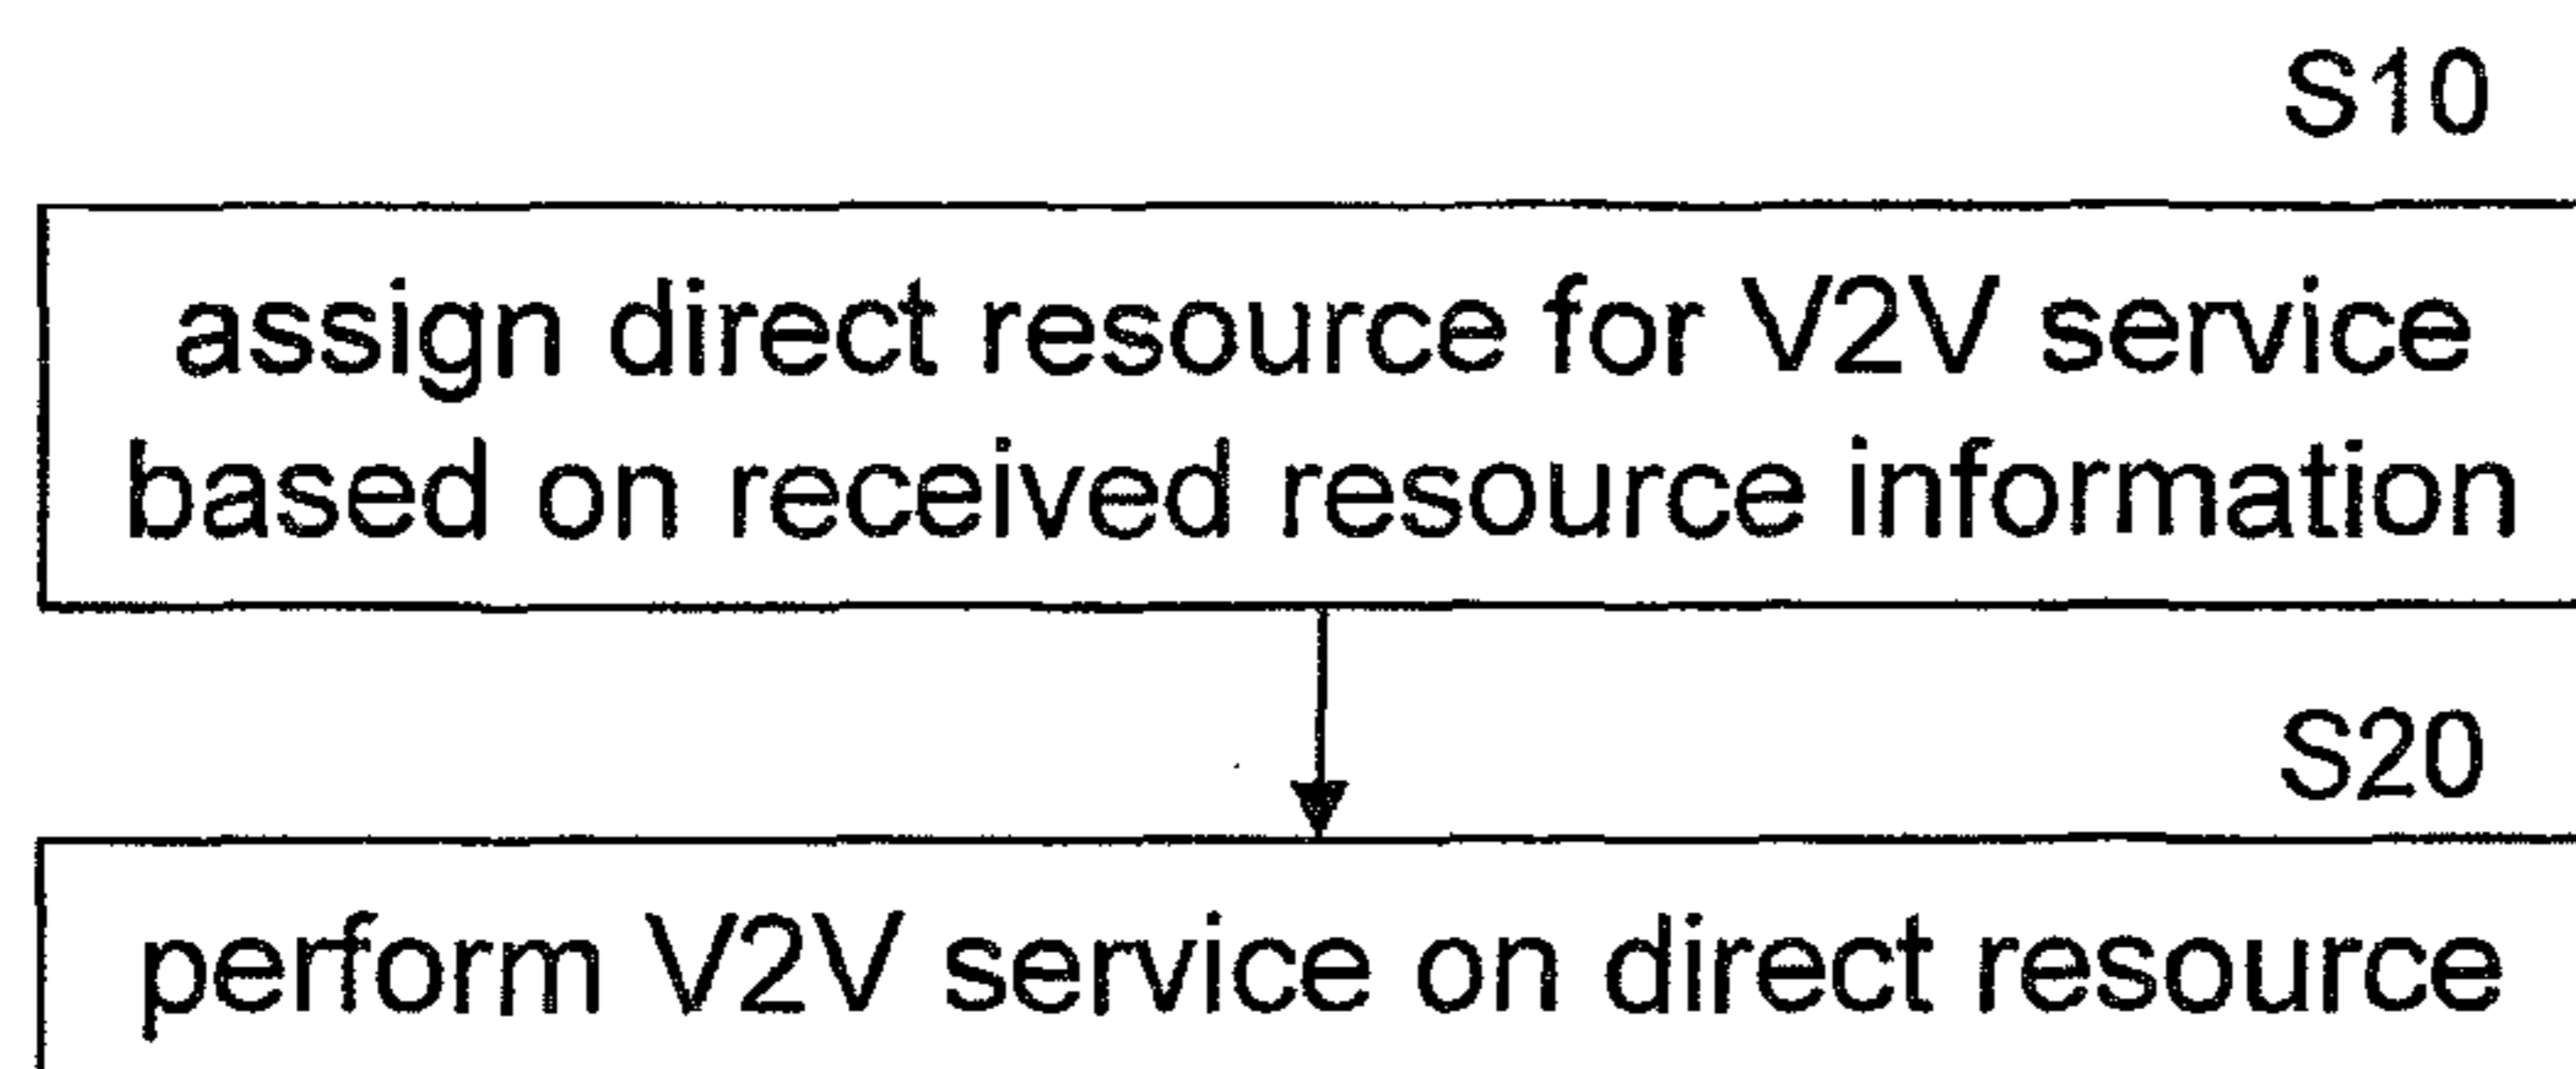 S10
assign direct resource for V2V service
based on received resource information
S20
perform V2V service on direct resource